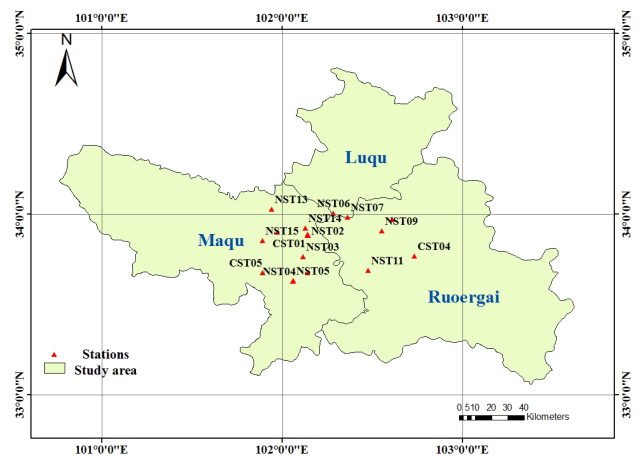 101°0'0"E 102°0'0"E 103°0'0"E
35°0'0"N
35°0'0"N
N
Luqu
NST13
NST06
NST07
34°0'0"N
34°0'0"N
NST14
NST09
NST15
NST02
Maqu
CST01
NST03
CST04
CST05
NST04
NST05
NST11
Ruoergai
Stations
Study area
33°0'0"N
33°0'0"N
0 5 10 20 30 40
Kilometers
101°0'0"E 102°0'0"E 103°0'0"E